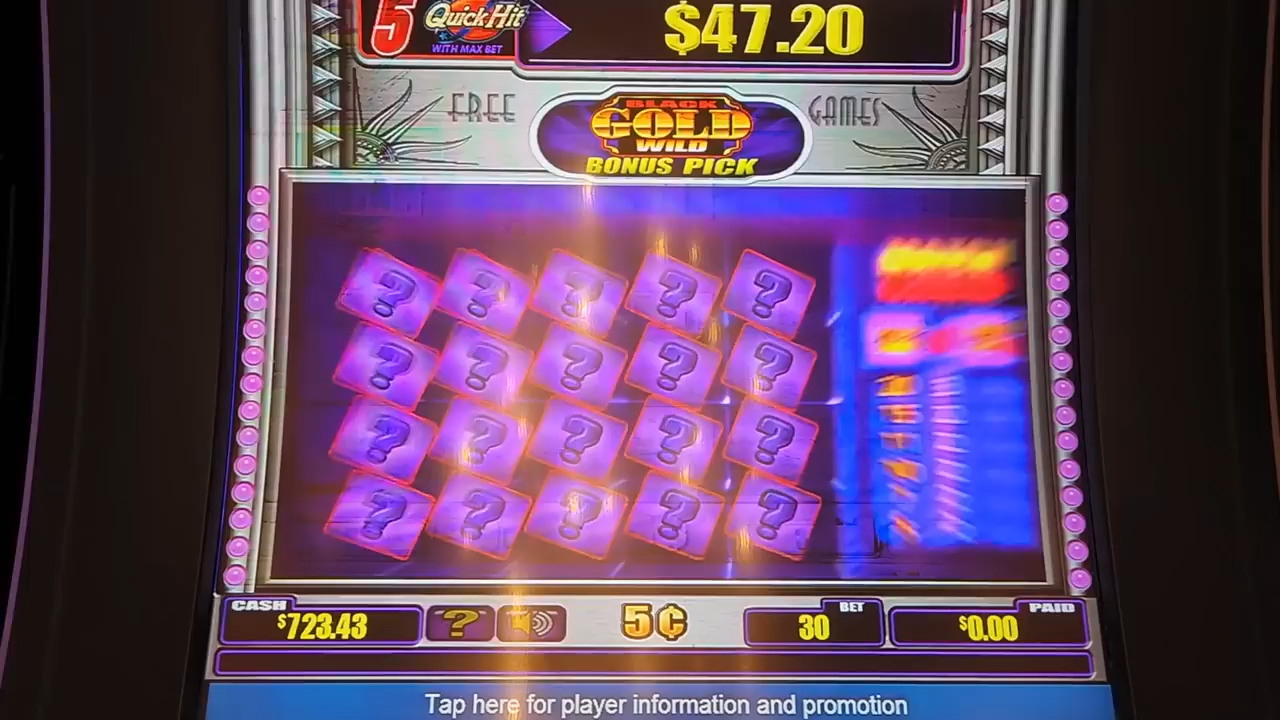 5 Quick Hit $47.20
WITH MAX BET
FREE BLACK GOLD WILD GAMES
BONUS PICK
? ? ? ? ?
? ? ? ? ?
? ? ? ? ?
? ? ? ? ?
CASH BET PAID
$723.43 ? 5¢ 30 $0.00
Tap here for player information and promotion